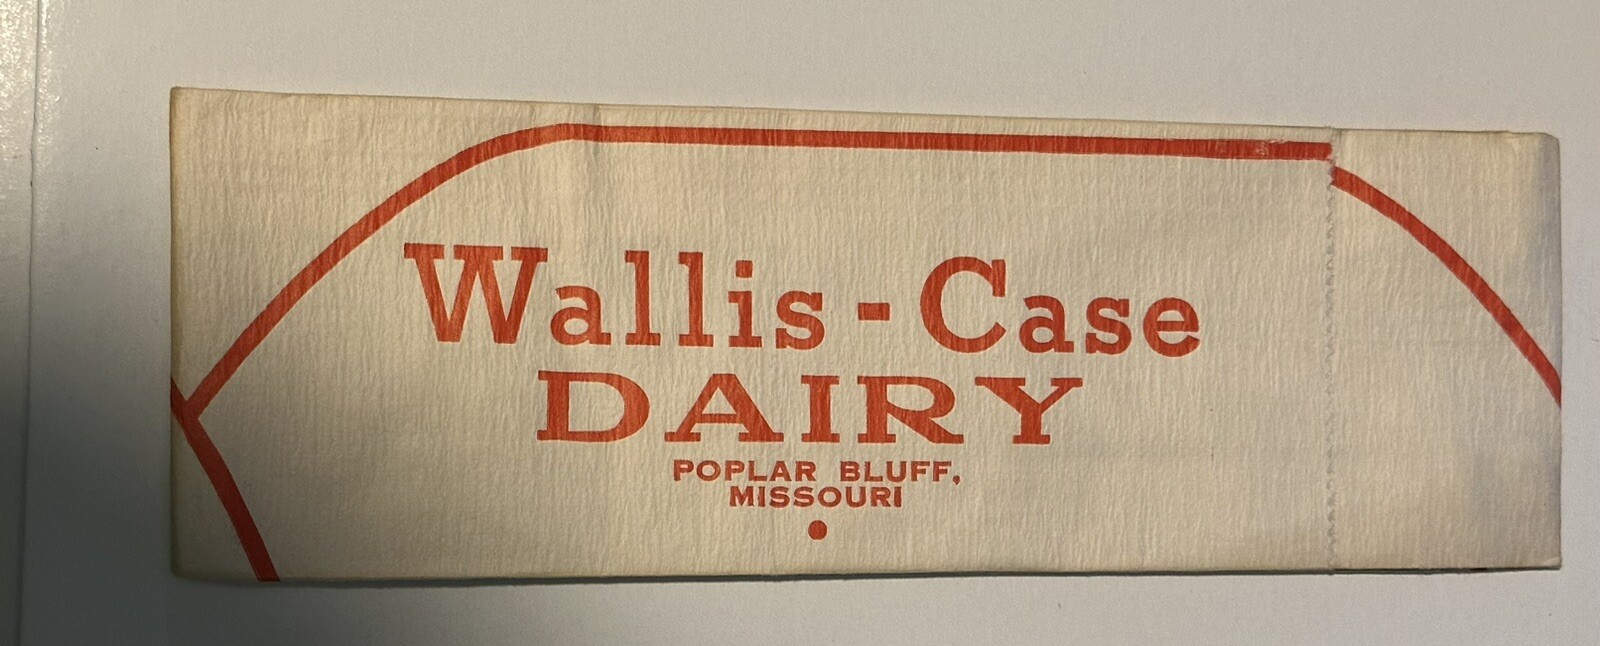 Wallis - Case
DAIRY
POPLAR BLUFF,
MISSOURI